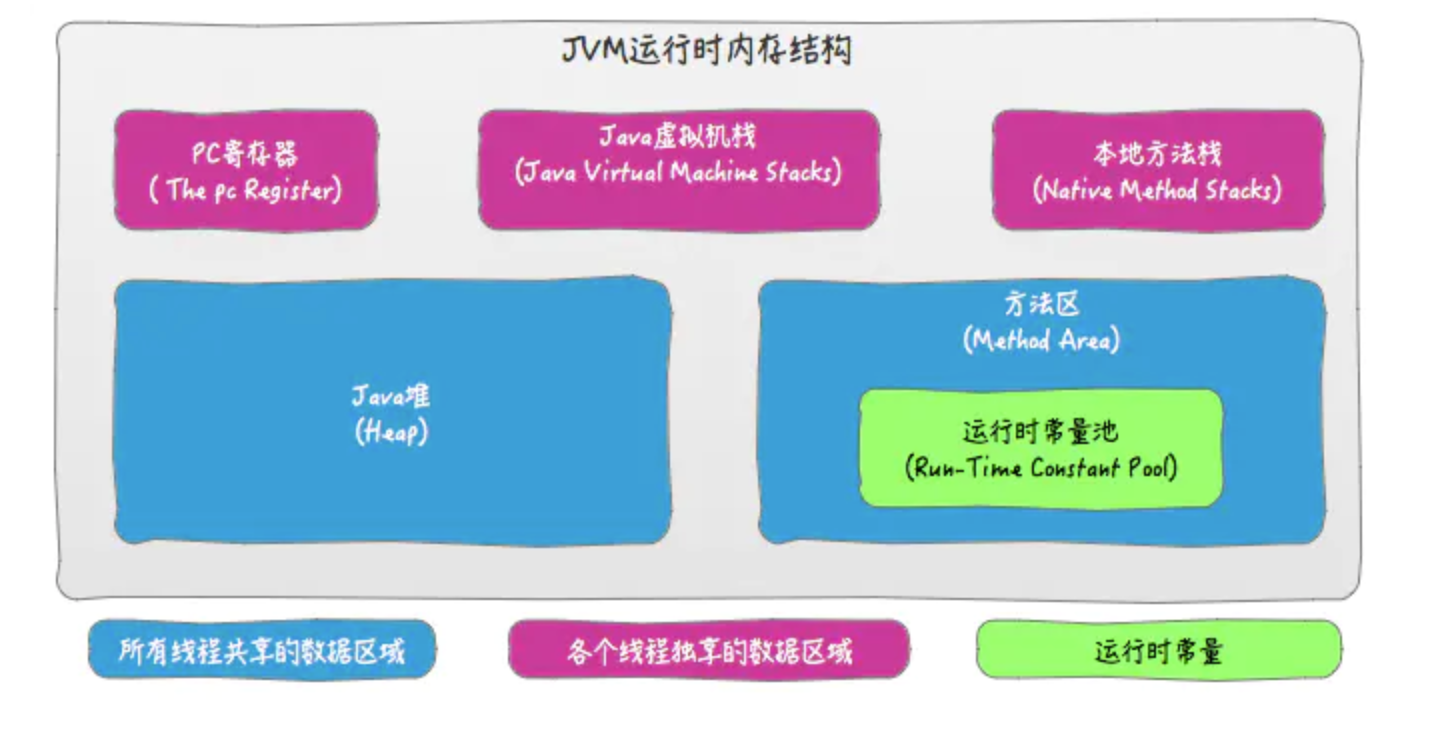 JVM运行时内存结构
PC寄存器
( The pc Register)
Java虚拟机栈
(Java Virtual Machine Stacks)
本地方法栈
(Native Method Stacks)
Java堆
(Heap)
方法区
(Method Area)
运行时常量池
(Run-Time Constant Pool)
所有线程共享的数据区域
各个线程独享的数据区域
运行时常量